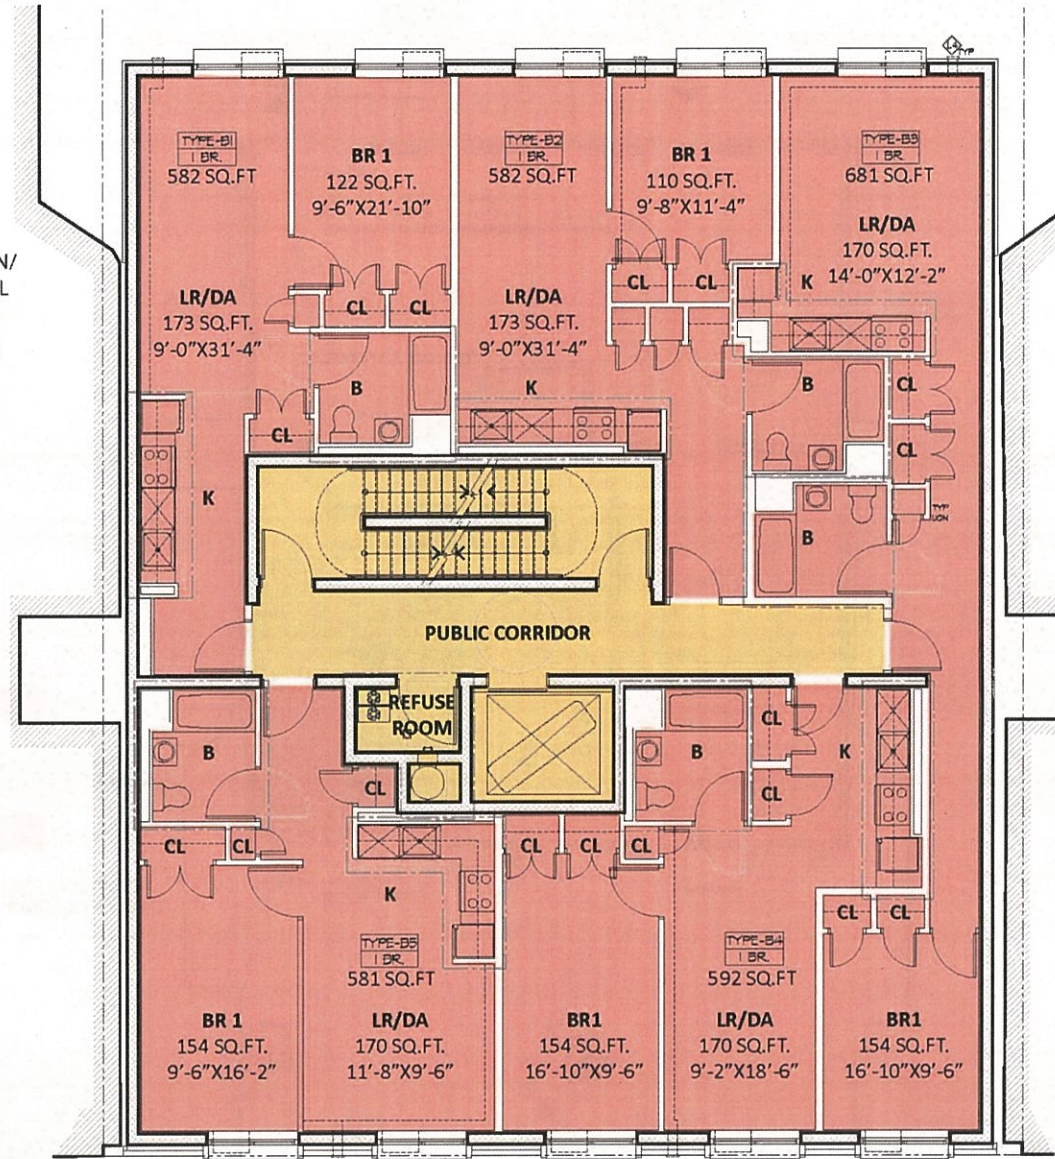 TYP
TYPE-B1
1 BR.
582 SQ.FT
BR 1
122 SQ.FT.
9'-6"X21'-10"
TYPE-B2
1 BR.
582 SQ.FT
BR 1
110 SQ.FT.
9'-8"X11'-4"
TYPE-B3
1 BR.
681 SQ.FT
LR/DA
170 SQ.FT.
14'-0"X12'-2"
N/
L
LR/DA
173 SQ.FT.
9'-0"X31'-4"
CL
CL
LR/DA
173 SQ.FT.
9'-0"X31'-4"
CL
CL
K
B
K
B
CL
CL
CL
K
TYP
UON
B
PUBLIC CORRIDOR
REFUSE
ROOM
B
CL
B
CL
K
CL
CL
CL
CL
CL
CL
K
CL
CL
TYPE-B5
1 BR.
581 SQ.FT
TYPE-B4
1 BR.
592 SQ.FT
BR 1
154 SQ.FT.
9'-6"X16'-2"
LR/DA
170 SQ.FT.
11'-8"X9'-6"
BR1
154 SQ.FT.
16'-10"X9'-6"
LR/DA
170 SQ.FT.
9'-2"X18'-6"
BR1
154 SQ.FT.
16'-10"X9'-6"